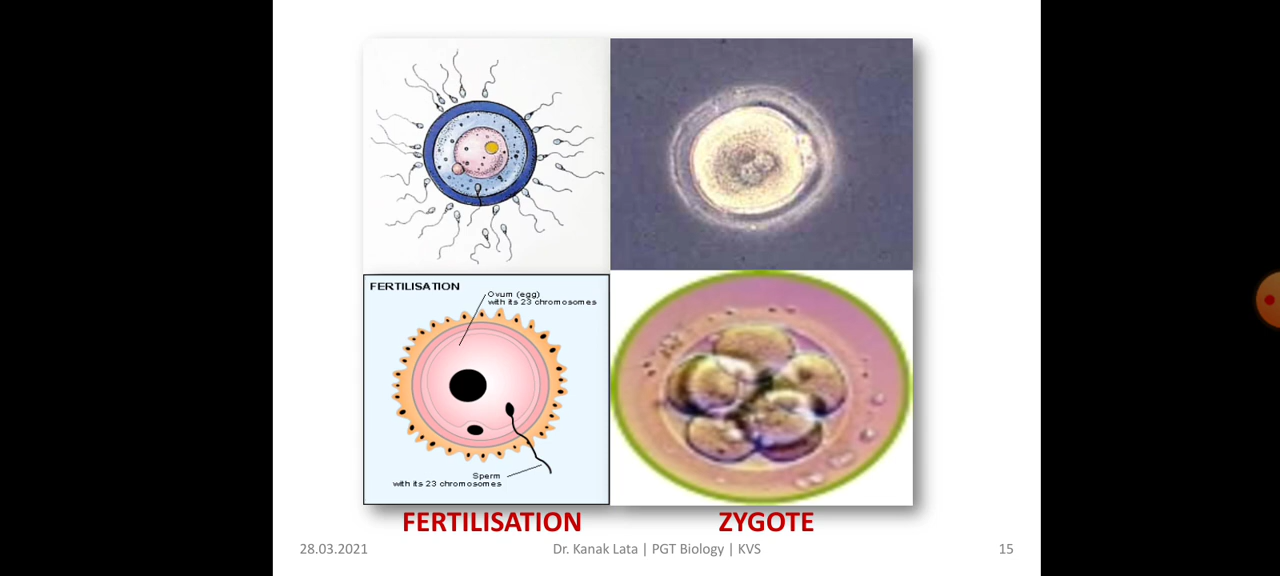 FERTILISATION
Ovum (egg)
with its 23 chromosomes
Sperm
with its 23 chromosomes
FERTILISATION
ZYGOTE
28.03.2021
Dr. Kanak Lata | PGT Biology | KVS
15